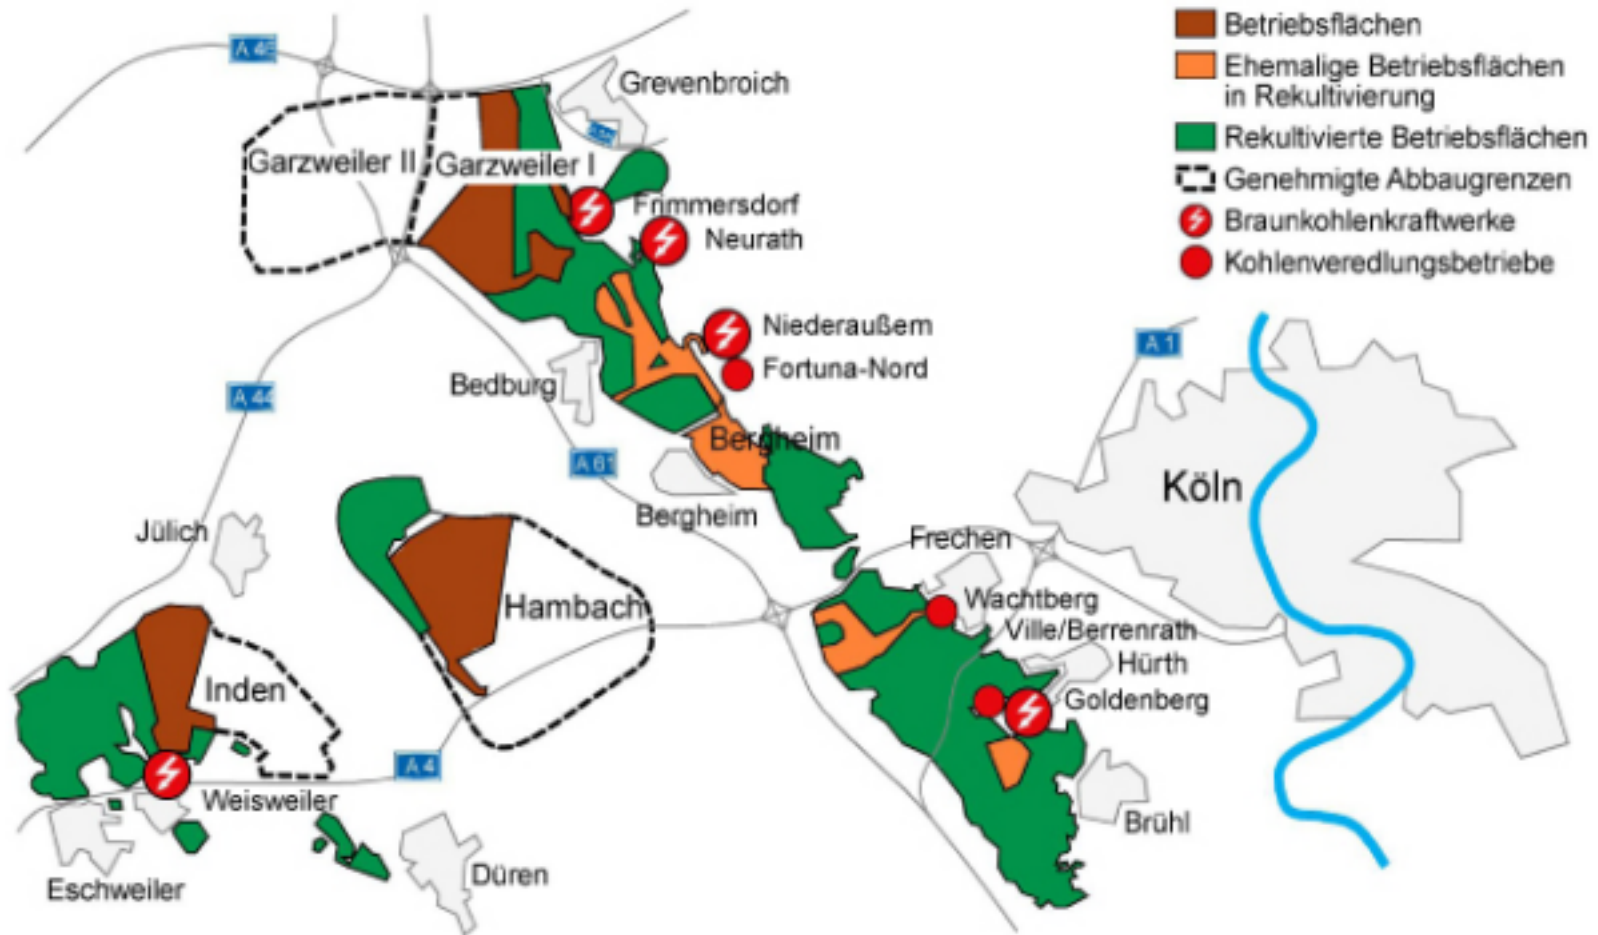 Betriebsflächen
Ehemalige Betriebsflächen
in Rekultivierung
Rekultivierte Betriebsflächen
Genehmigte Abbaugrenzen
Braunkohlenkraftwerke
Kohlenveredlungsbetriebe
Grevenbroich
Garzweiler II
Garzweiler I
Frimmersdorf
Neurath
Niederaußem
Fortuna-Nord
A 1
Bedburg
A 44
Bergheim
A 61
Köln
Bergheim
Jülich
Frechen
Hambach
Wachtberg
Ville/Berrenrath
Hürth
Inden
Goldenberg
A 4
Weisweiler
Brühl
Düren
Eschweiler